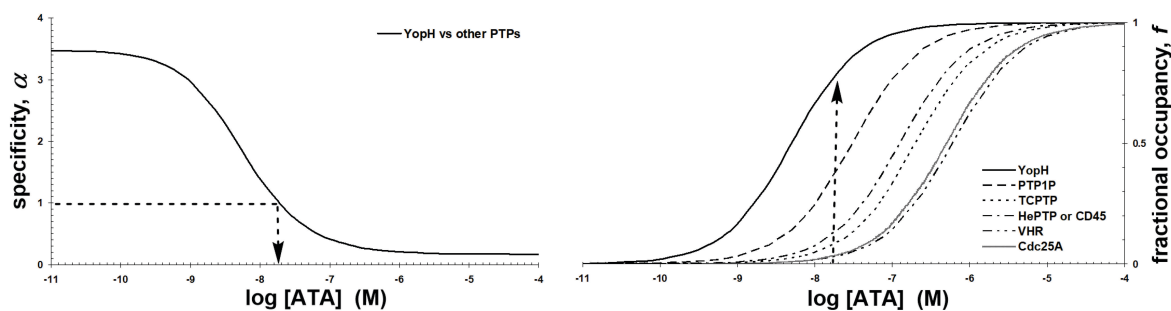 4
3
2
1
0
specificity, α
YopH vs other PTPs
-11 -10 -9 -8 -7 -6 -5 -4
log [ATA] (M)
1
0.5
0
fractional occupancy, f
YopH
PTP1P
TCPTP
HePTP or CD45
VHR
Cdc25A
-11 -10 -9 -8 -7 -6 -5 -4
log [ATA] (M)